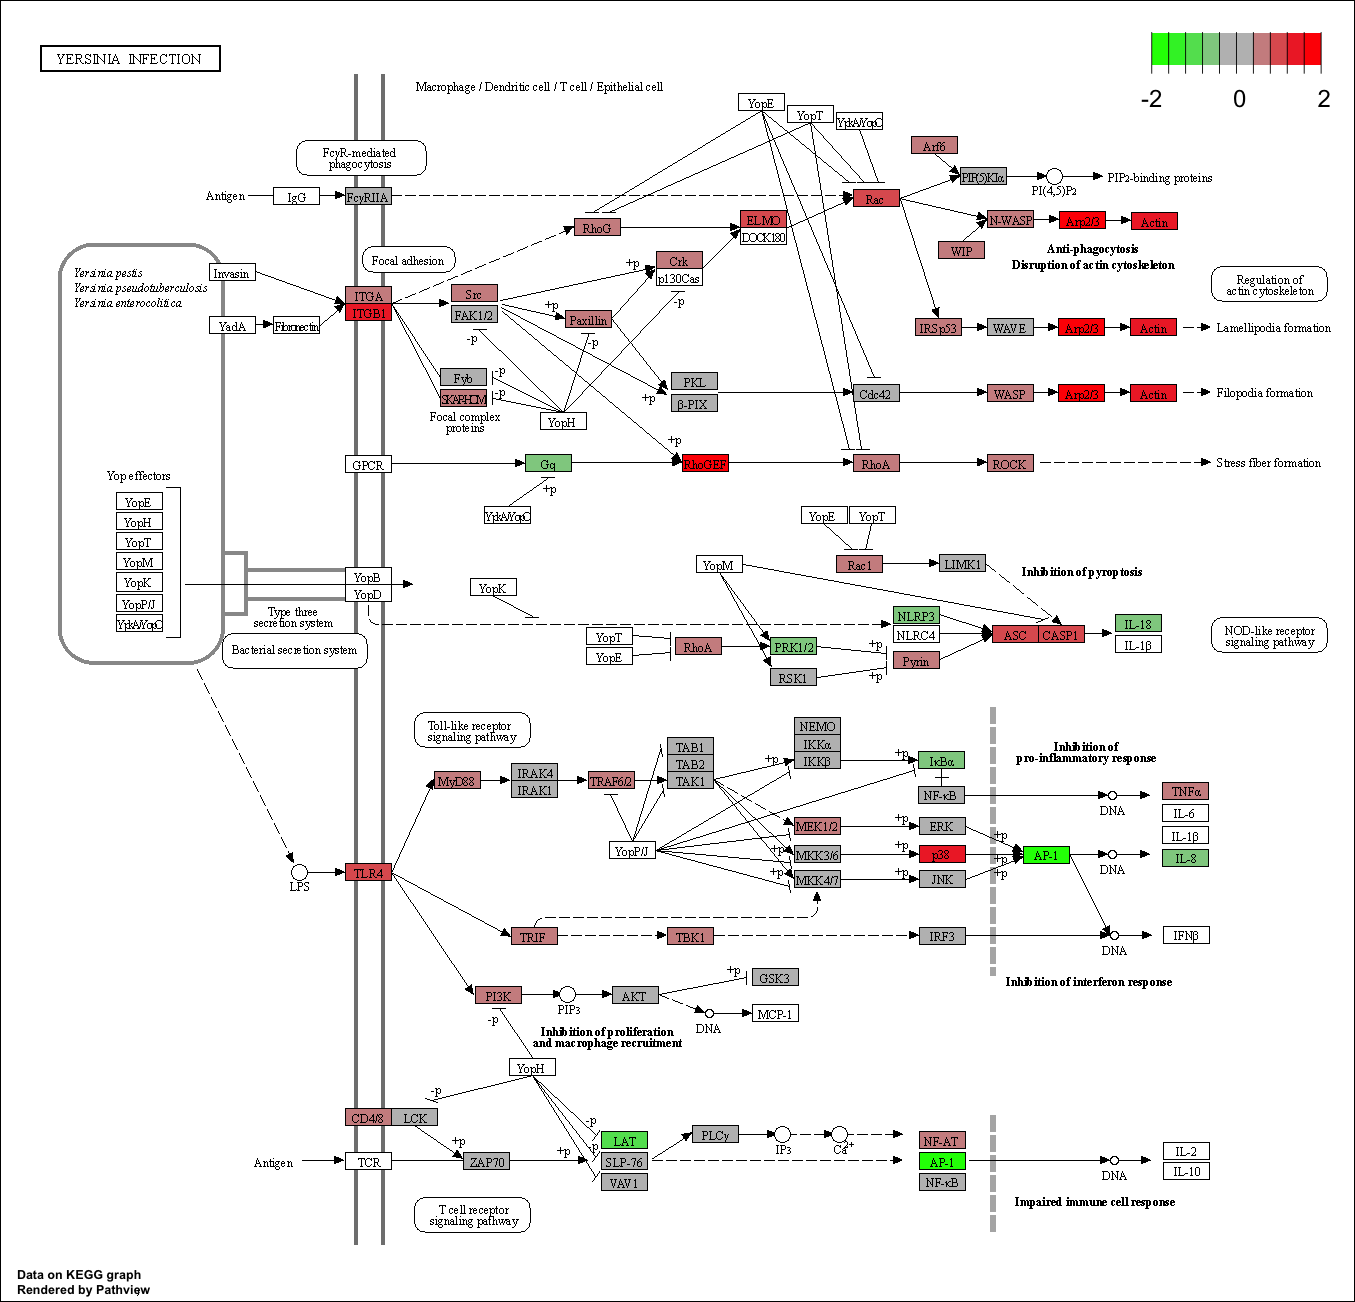 YERSINIA INFECTION
-2 0 2
Macrophage / Dendritic cell / T cell / Epithelial cell
YopE
YopT
YpkA/YopO
FcγR-mediated
phagocytosis
Arf6
Antigen
IgG
FcγRIIA
Rac
PIP(5)KIα
PI(4,5)P2
PIP2-binding proteins
RhoG
ELMO
DOCK180
N-WASP
Arp2/3
Actin
WIP
Anti-phagocytosis
Disruption of actin cytoskeleton
Focal adhesion
Crk
p130Cas
+p
-p
Yersinia pestis
Yersinia pseudotuberculosis
Yersinia enterocolitica
Invasin
YadA
Fibronectin
ITGA
ITGB1
Src
FAK1/2
+p
Paxillin
-p
-p
Regulation of
actin cytoskeleton
IRSp53
WAVE
Arp2/3
Actin
Lamellipodia formation
Fyb
-p
SKAP-HOM
-p
Focal complex
proteins
YopH
PKL
β-PIX
+p
Cdc42
WASP
Arp2/3
Actin
Filopodia formation
+p
GPCR
Gq
RhoGEF
RhoA
ROCK
Stress fiber formation
+p
YpkA/YopO
Yop effectors
YopE
YopH
YopT
YopM
YopK
YopP/J
YpkA/YopO
YopB
YopD
Type three
secretion system
Bacterial secretion system
YopK
YopE
YopT
YopM
Rac1
LIMK1
Inhibition of pyroptosis
YopT
YopE
RhoA
PRK1/2
RSK1
+p
+p
NLRP3
NLRC4
Pyrin
ASC
CASP1
IL-18
IL-1β
NOD-like receptor
signaling pathway
Toll-like receptor
signaling pathway
MyD88
IRAK4
IRAK1
TRAF6/2
TAB1
TAB2
TAK1
NEMO
IKKα
IKKβ
+p
+p
IκBα
NF-κB
Inhibition of
pro-inflammatory response
DNA
TNFα
IL-6
IL-1β
IL-8
YopP/J
MEK1/2
+p
ERK
+p
+p
MKK3/6
+p
p38
+p
AP-1
DNA
+p
MKK4/7
+p
JNK
+p
LPS
TLR4
TRIF
TBK1
IRF3
DNA
IFNβ
Inhibition of interferon response
PI3K
PIP3
AKT
+p
GSK3
DNA
MCP-1
-p
Inhibition of proliferation
and macrophage recruitment
YopH
-p
CD4/8
LCK
+p
-p
-p
LAT
SLP-76
VAV1
PLCγ
IP3
Ca2+
NF-AT
AP-1
NF-κB
Antigen
TCR
ZAP70
+p
DNA
IL-2
IL-10
Impaired immune cell response
T cell receptor
signaling pathway
Data on KEGG graph
Rendered by Pathview